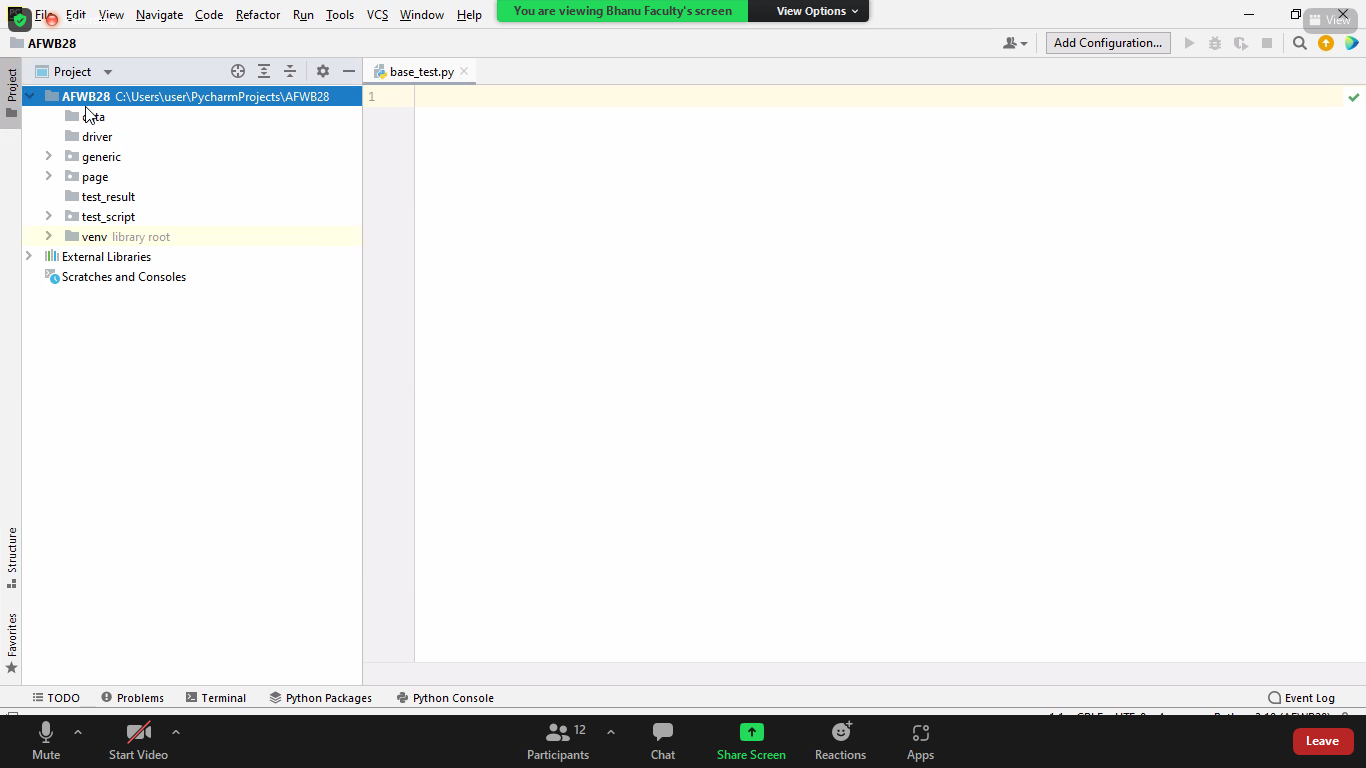 File Edit View Navigate Code Refactor Run Tools VCS Window Help
You are viewing Bhanu Faculty's screen View Options
View
AFWB28
Add Configuration...
Project
base_test.py
Project
AFWB28 C:\Users\user\PycharmProjects\AFWB28
1
data
driver
generic
page
test_result
test_script
venv library root
External Libraries
Scratches and Consoles
Structure
Favorites
TODO Problems Terminal Python Packages Python Console Event Log
Mute Start Video Participants 12 Chat Share Screen Reactions Apps Leave